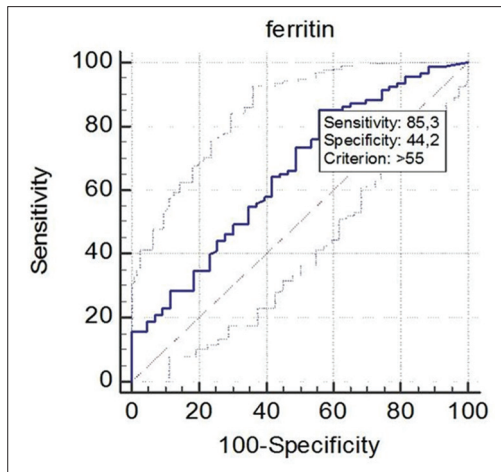 ferritin
100
80
60
40
20
0
Sensitivity
Sensitivity: 85,3
Specificity: 44,2
Criterion: >55
0 20 40 60 80 100
100-Specificity